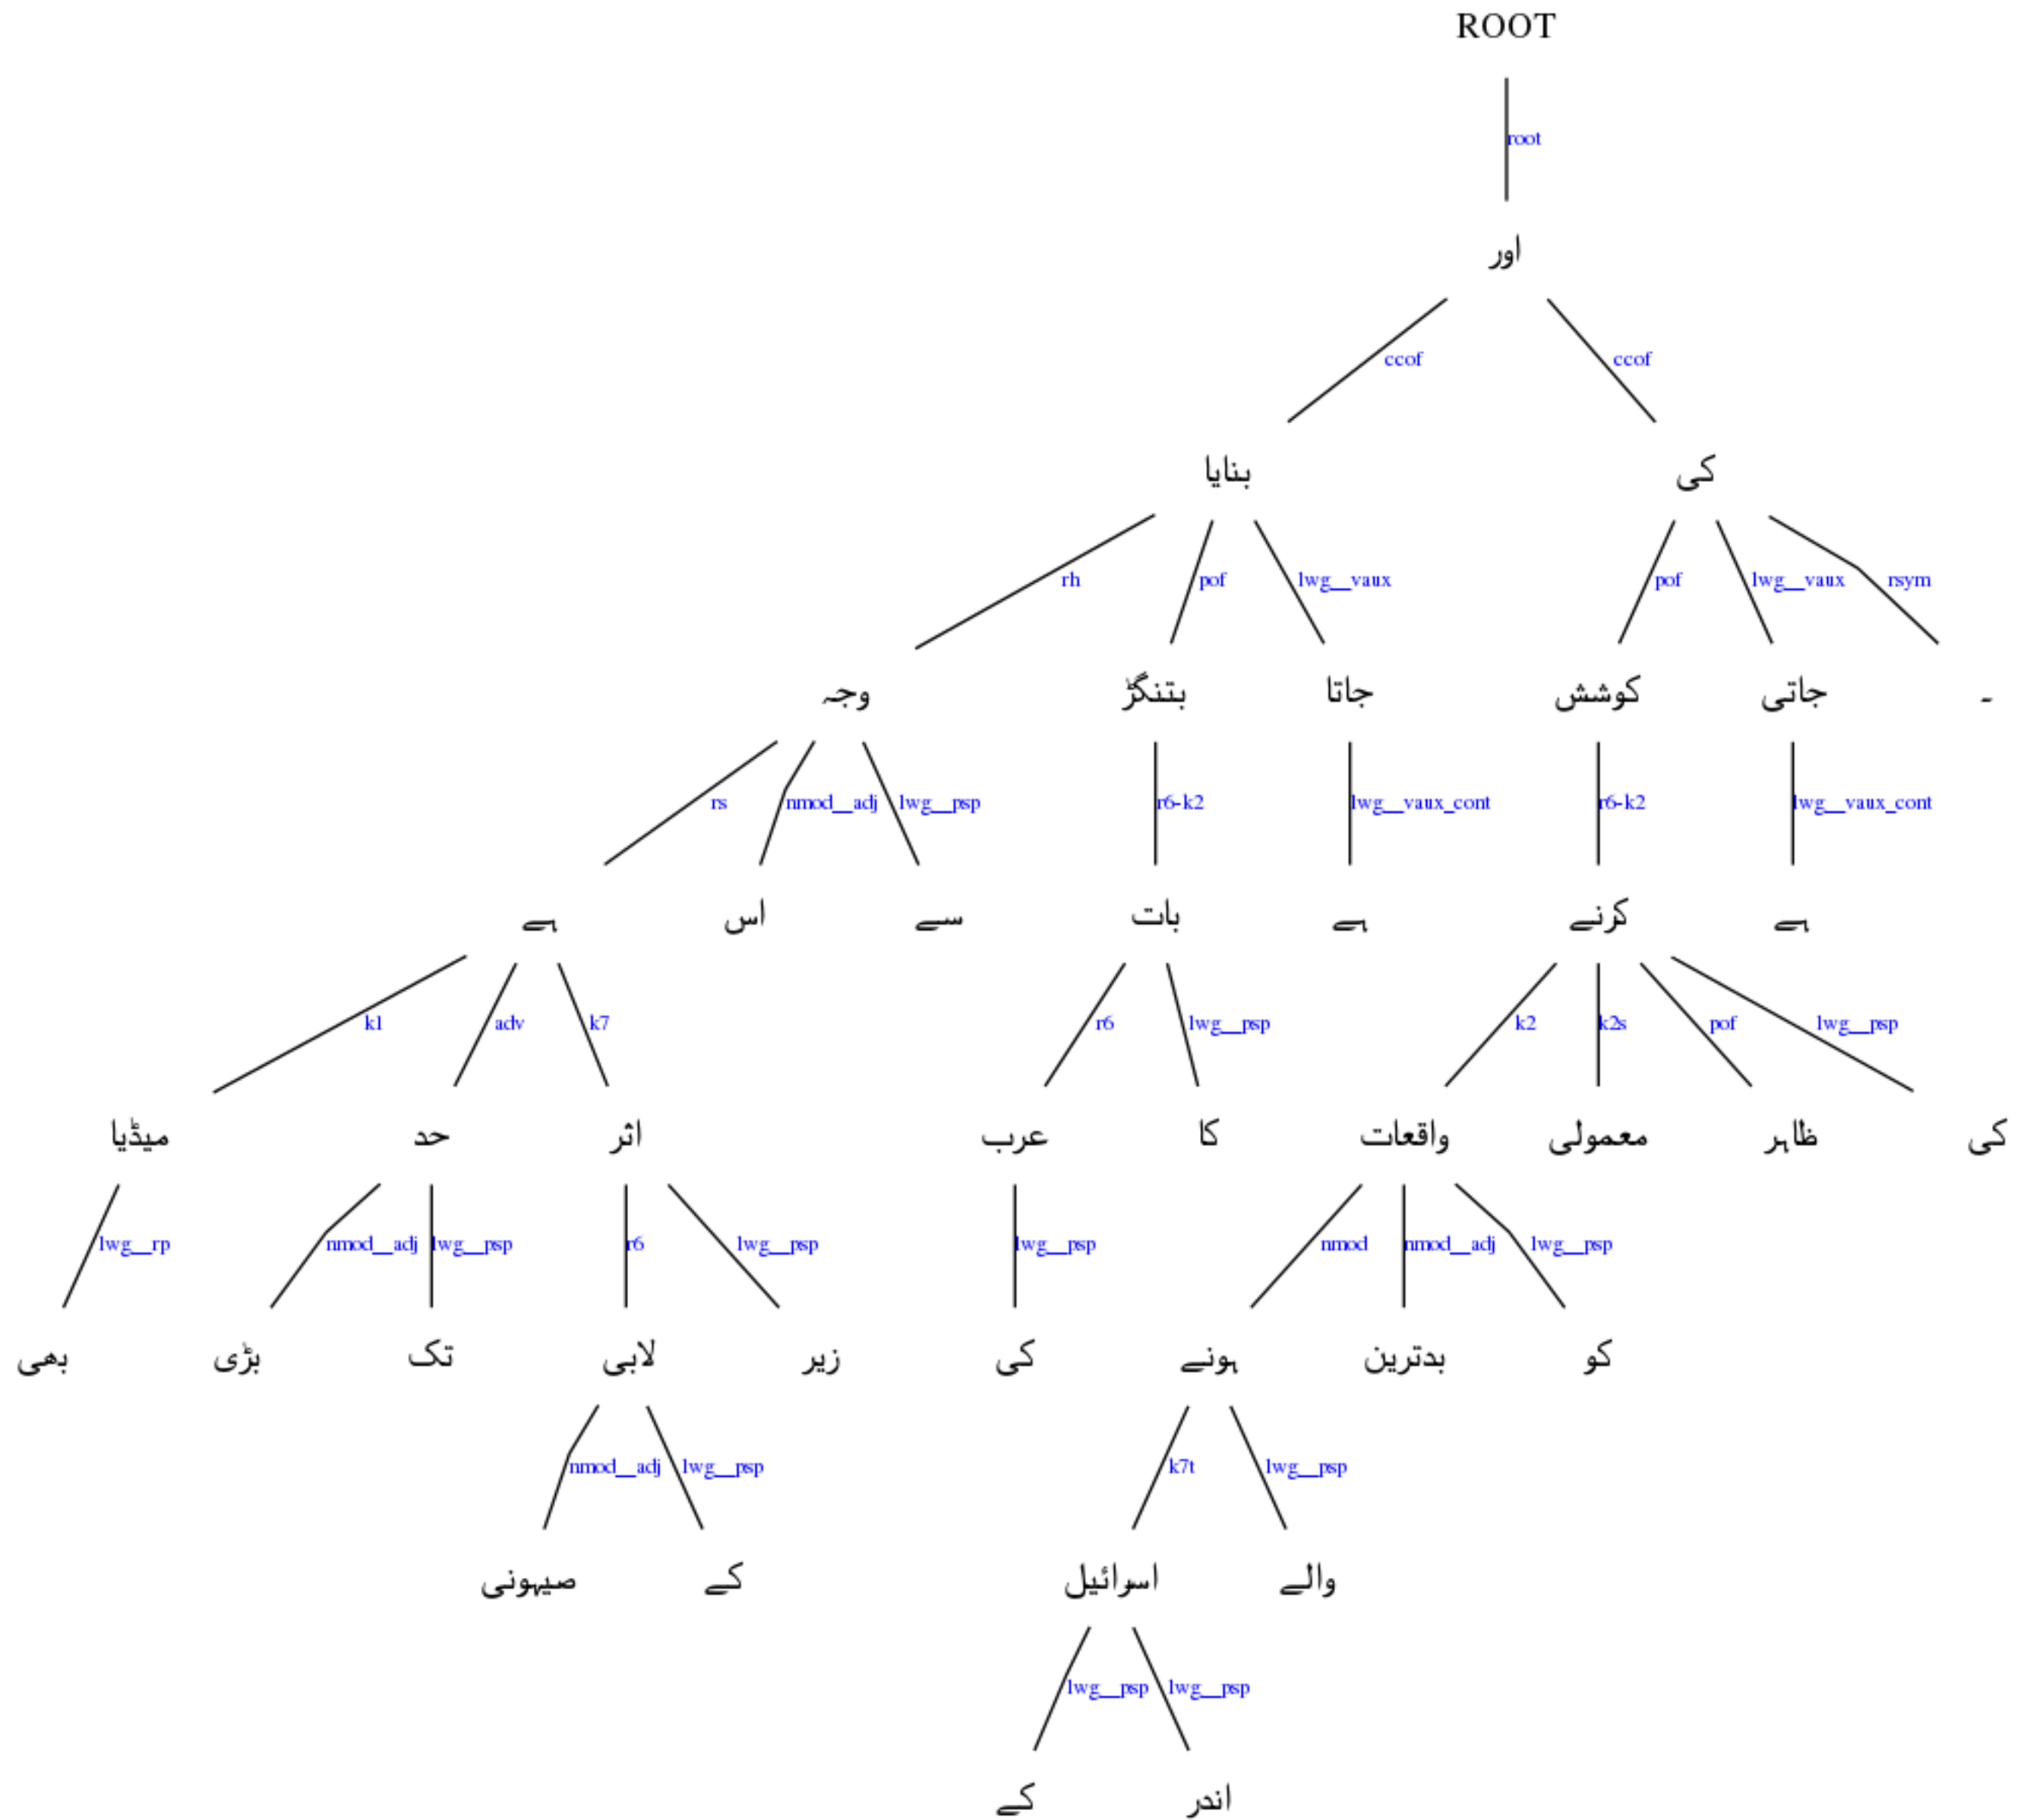 ROOT
root
اور
ccof ccof
بنایا کی
rh pof lwg__vaux pof lwg__vaux rsym
وجہ بتنگڑ جاتا کوشش جاتی ۔
rs nmod__adj lwg__psp r6-k2 lwg__vaux_cont r6-k2 lwg__vaux_cont
ہے اس سے بات ہے کرنے ہے
k1 adv k7 r6 lwg__psp k2 k2s pof lwg__psp
میڈیا حد اثر عرب کا واقعات معمولی ظاہر کی
lwg__rp nmod__adj lwg__psp r6 lwg__psp lwg__psp nmod nmod__adj lwg__psp
بھی بڑی تک لابی زیر کی ہونے بدترین کو
nmod__adj lwg__psp k7t lwg__psp
صیہونی کے اسرائیل والے
lwg__psp lwg__psp
کے اندر